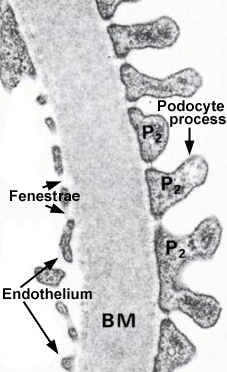 Podocyte
process
P2
P2
Fenestrae
P2
Endothelium
BM